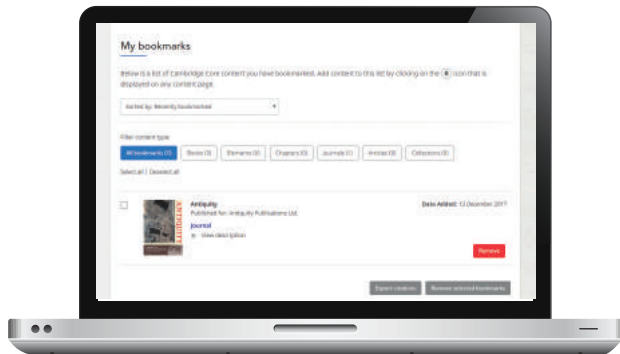 My bookmarks
Below is a list of Cambridge Core content you have bookmarked. Add content to this list by clicking on the icon that is
displayed on any content page.
Sorted by: Recently bookmarked
Filter content type:
All bookmarks (1) Books (0) Elements (0) Chapters (0) Journals (1) Articles (0) Collections (0)
Select all | Deselect all
ANTIQUITY
Antiquity Date Added: 13 December 2017
Published for: Antiquity Publications Ltd.
Journal
View description
Remove
Export citations Remove selected bookmarks